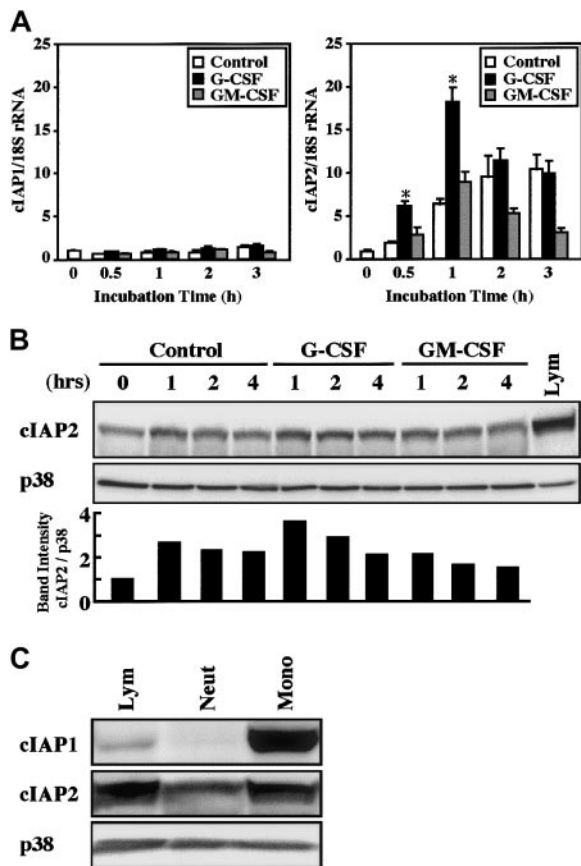 A
25
20
15
10
5
0
cIAP1/18S rRNA
Control
G-CSF
GM-CSF
0 0.5 1 2 3
Incubation Time (h)
25
20
15
10
5
0
cIAP2/18S rRNA
Control
G-CSF
GM-CSF
*
*
0 0.5 1 2 3
Incubation Time (h)
B
Control G-CSF GM-CSF Lym
(hrs) 0 1 2 4 1 2 4 1 2 4
cIAP2
p38
Band Intensity
cIAP2 / p38
4
2
0
C
Lym Neut Mono
cIAP1
cIAP2
p38